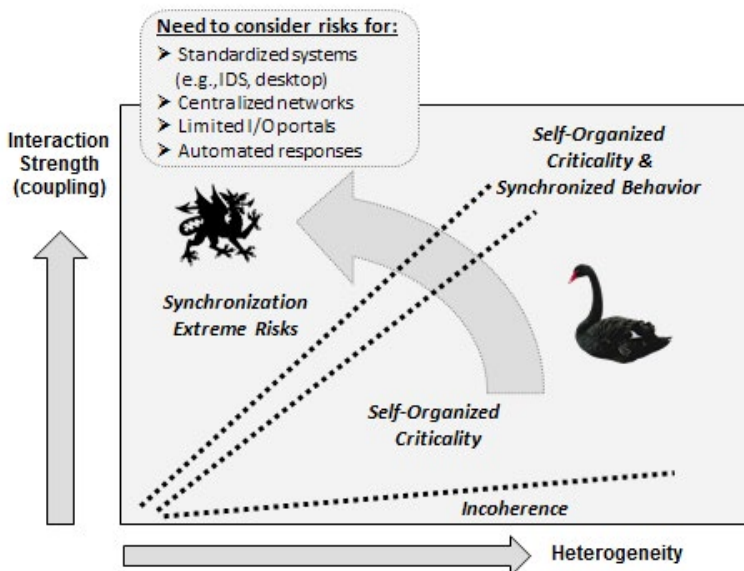 Need to consider risks for:
➢ Standardized systems
(e.g., IDS, desktop)
➢ Centralized networks
➢ Limited I/O portals
➢ Automated responses
Interaction
Strength
(coupling)
Self-Organized
Criticality &
Synchronized Behavior
Synchronization
Extreme Risks
Self-Organized
Criticality
Incoherence
Heterogeneity